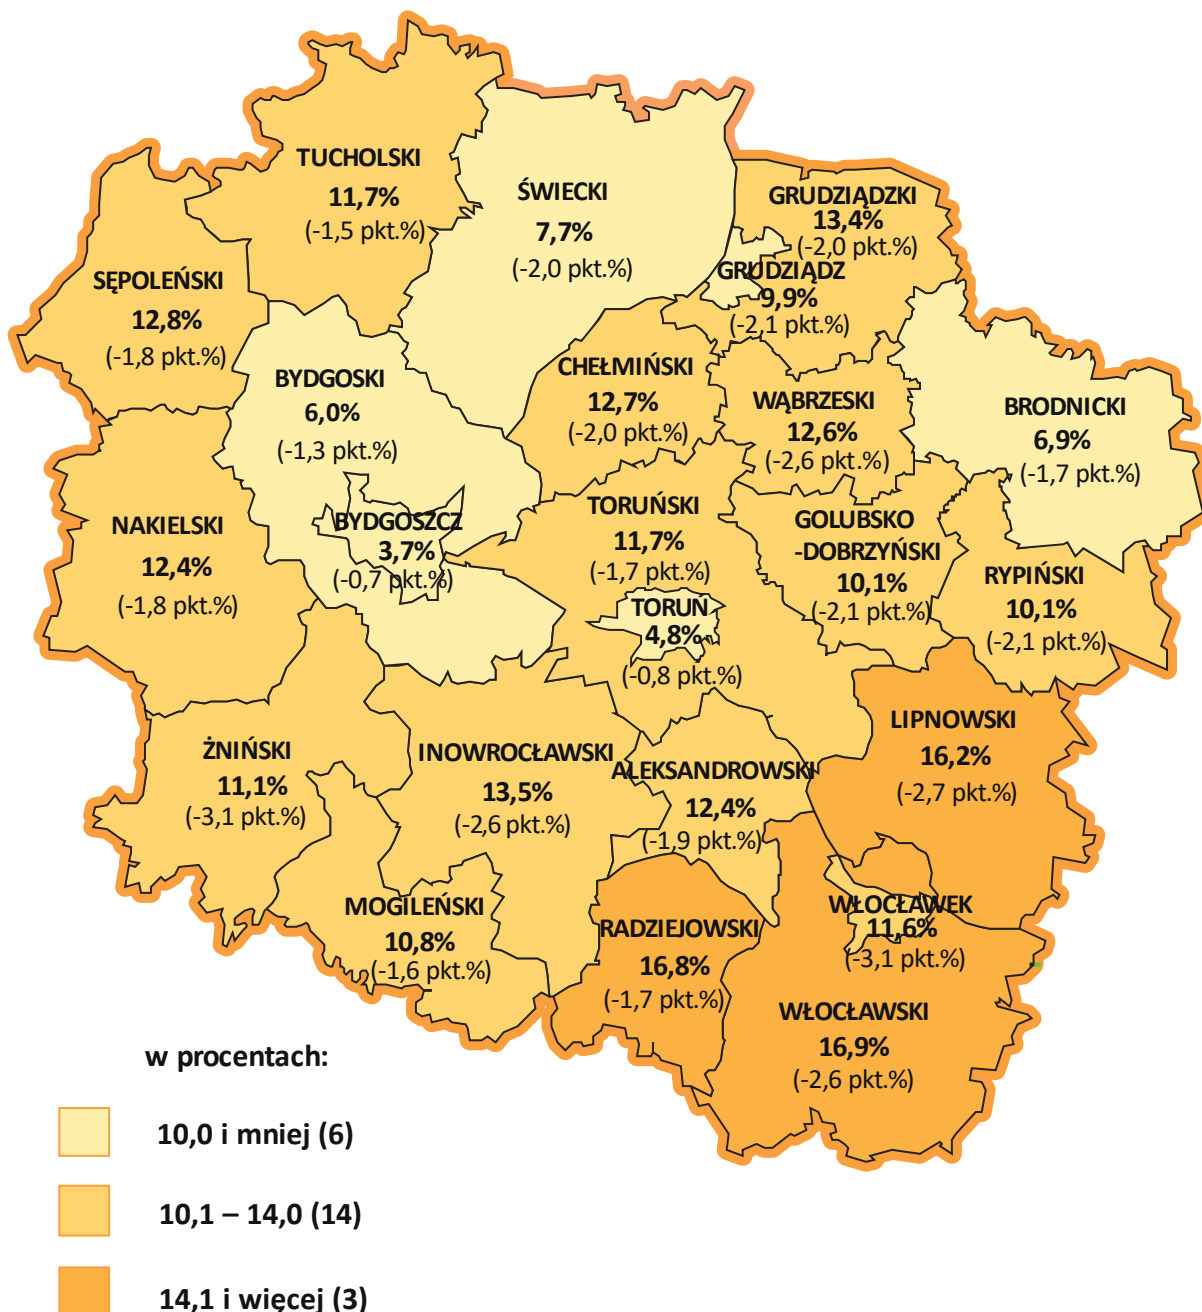 TUCHOLSKI
11,7%
(-1,5 pkt.%)
ŚWIECKI
7,7%
(-2,0 pkt.%)
GRUDZIĄDZKI
13,4%
(-2,0 pkt.%)
GRUDZIĄDZ
9,9%
(-2,1 pkt.%)
SĘPOLEŃSKI
12,8%
(-1,8 pkt.%)
BYDGOSKI
6,0%
(-1,3 pkt.%)
CHEŁMIŃSKI
12,7%
(-2,0 pkt.%)
WĄBRZESKI
12,6%
(-2,6 pkt.%)
BRODNICKI
6,9%
(-1,7 pkt.%)
NAKIELSKI
12,4%
(-1,8 pkt.%)
BYDGOSZCZ
3,7%
(-0,7 pkt.%)
TORUŃSKI
11,7%
(-1,7 pkt.%)
TORUŃ
4,8%
(-0,8 pkt.%)
GOLUBSKO
-DOBRZYŃSKI
10,1%
(-2,1 pkt.%)
RYPIŃSKI
10,1%
(-2,1 pkt.%)
ŻNIŃSKI
11,1%
(-3,1 pkt.%)
INOWROCŁAWSKI
13,5%
(-2,6 pkt.%)
ALEKSANDROWSKI
12,4%
(-1,9 pkt.%)
LIPNOWSKI
16,2%
(-2,7 pkt.%)
MOGILEŃSKI
10,8%
(-1,6 pkt.%)
RADZIEJOWSKI
16,8%
(-1,7 pkt.%)
WŁOCŁAWEK
11,6%
(-3,1 pkt.%)
WŁOCŁAWSKI
16,9%
(-2,6 pkt.%)
w procentach:
10,0 i mniej (6)
10,1 – 14,0 (14)
14,1 i więcej (3)